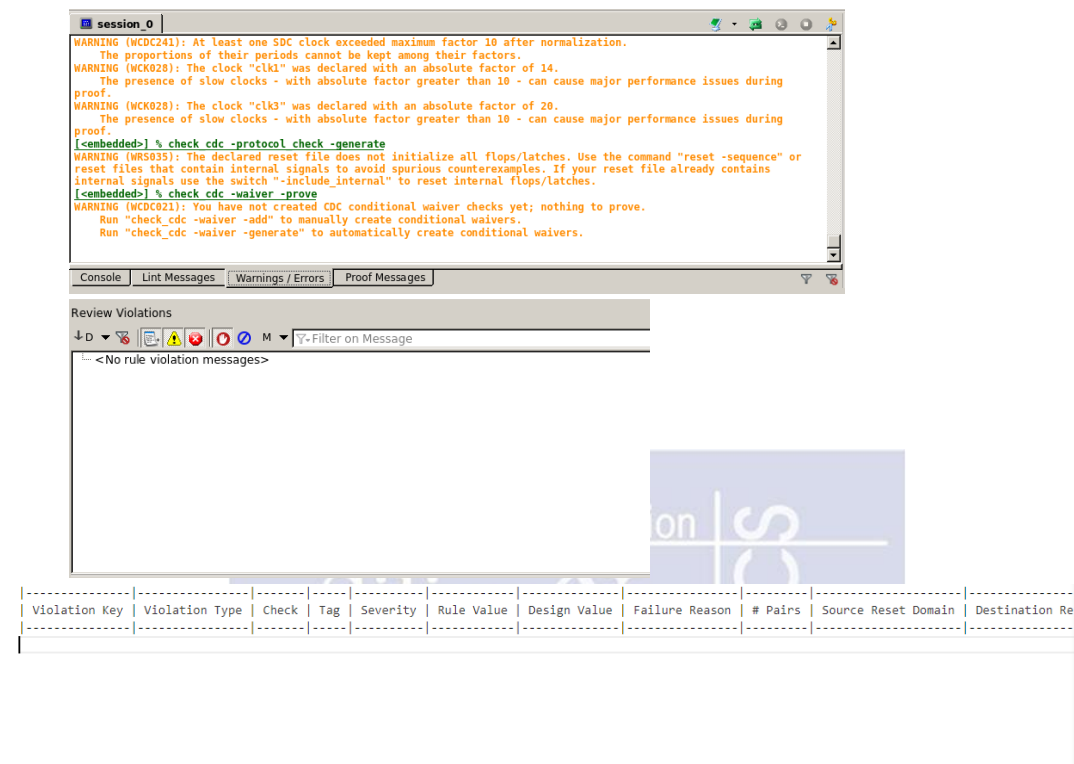 session_0
WARNING (WCDC241): At least one SDC clock exceeded maximum factor 10 after normalization.
The proportions of their periods cannot be kept among their factors.
WARNING (WCK028): The clock "clk1" was declared with an absolute factor of 14.
The presence of slow clocks - with absolute factor greater than 10 - can cause major performance issues during
proof.
WARNING (WCK028): The clock "clk3" was declared with an absolute factor of 20.
The presence of slow clocks - with absolute factor greater than 10 - can cause major performance issues during
proof.
[<embedded>] % check_cdc -protocol_check -generate
WARNING (WRS035): The declared reset file does not initialize all flops/latches. Use the command "reset -sequence" or
reset files that contain internal signals to avoid spurious counterexamples. If your reset file already contains
internal signals use the switch "-include_internal" to reset internal flops/latches.
[<embedded>] % check_cdc -waiver -prove
WARNING (WCDC021): You have not created CDC conditional waiver checks yet; nothing to prove.
Run "check_cdc -waiver -add" to manually create conditional waivers.
Run "check_cdc -waiver -generate" to automatically create conditional waivers.
Console Lint Messages Warnings / Errors Proof Messages
Review Violations
D M Filter on Message
<No rule violation messages>
ion
CS
|---------------|----------------|-------|-----|----------|------------|--------------|----------------|---------|---------------------|---------------
| Violation Key | Violation Type | Check | Tag | Severity | Rule Value | Design Value | Failure Reason | # Pairs | Source Reset Domain | Destination Re
|---------------|----------------|-------|-----|----------|------------|--------------|----------------|---------|---------------------|---------------